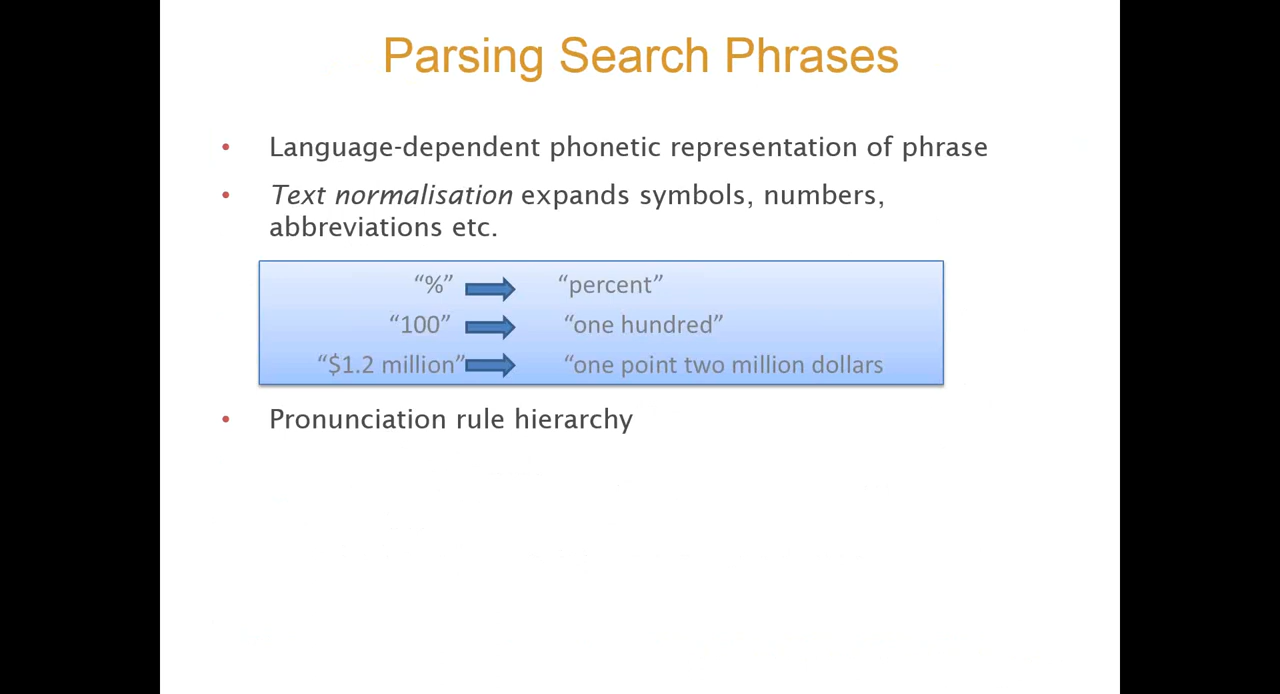 Parsing Search Phrases
• Language-dependent phonetic representation of phrase
• Text normalisation expands symbols, numbers,
abbreviations etc.
“%” “percent”
“100” “one hundred”
“$1.2 million” “one point two million dollars
• Pronunciation rule hierarchy